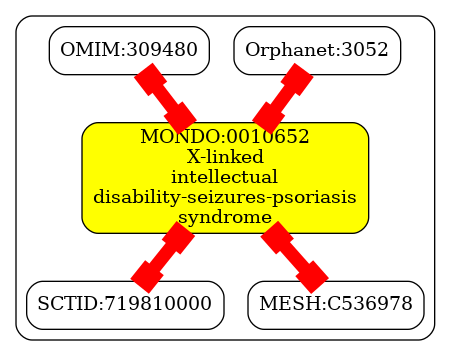 OMIM:309480
Orphanet:3052
MONDO:0010652
X-linked
intellectual
disability-seizures-psoriasis
syndrome
SCTID:719810000
MESH:C536978